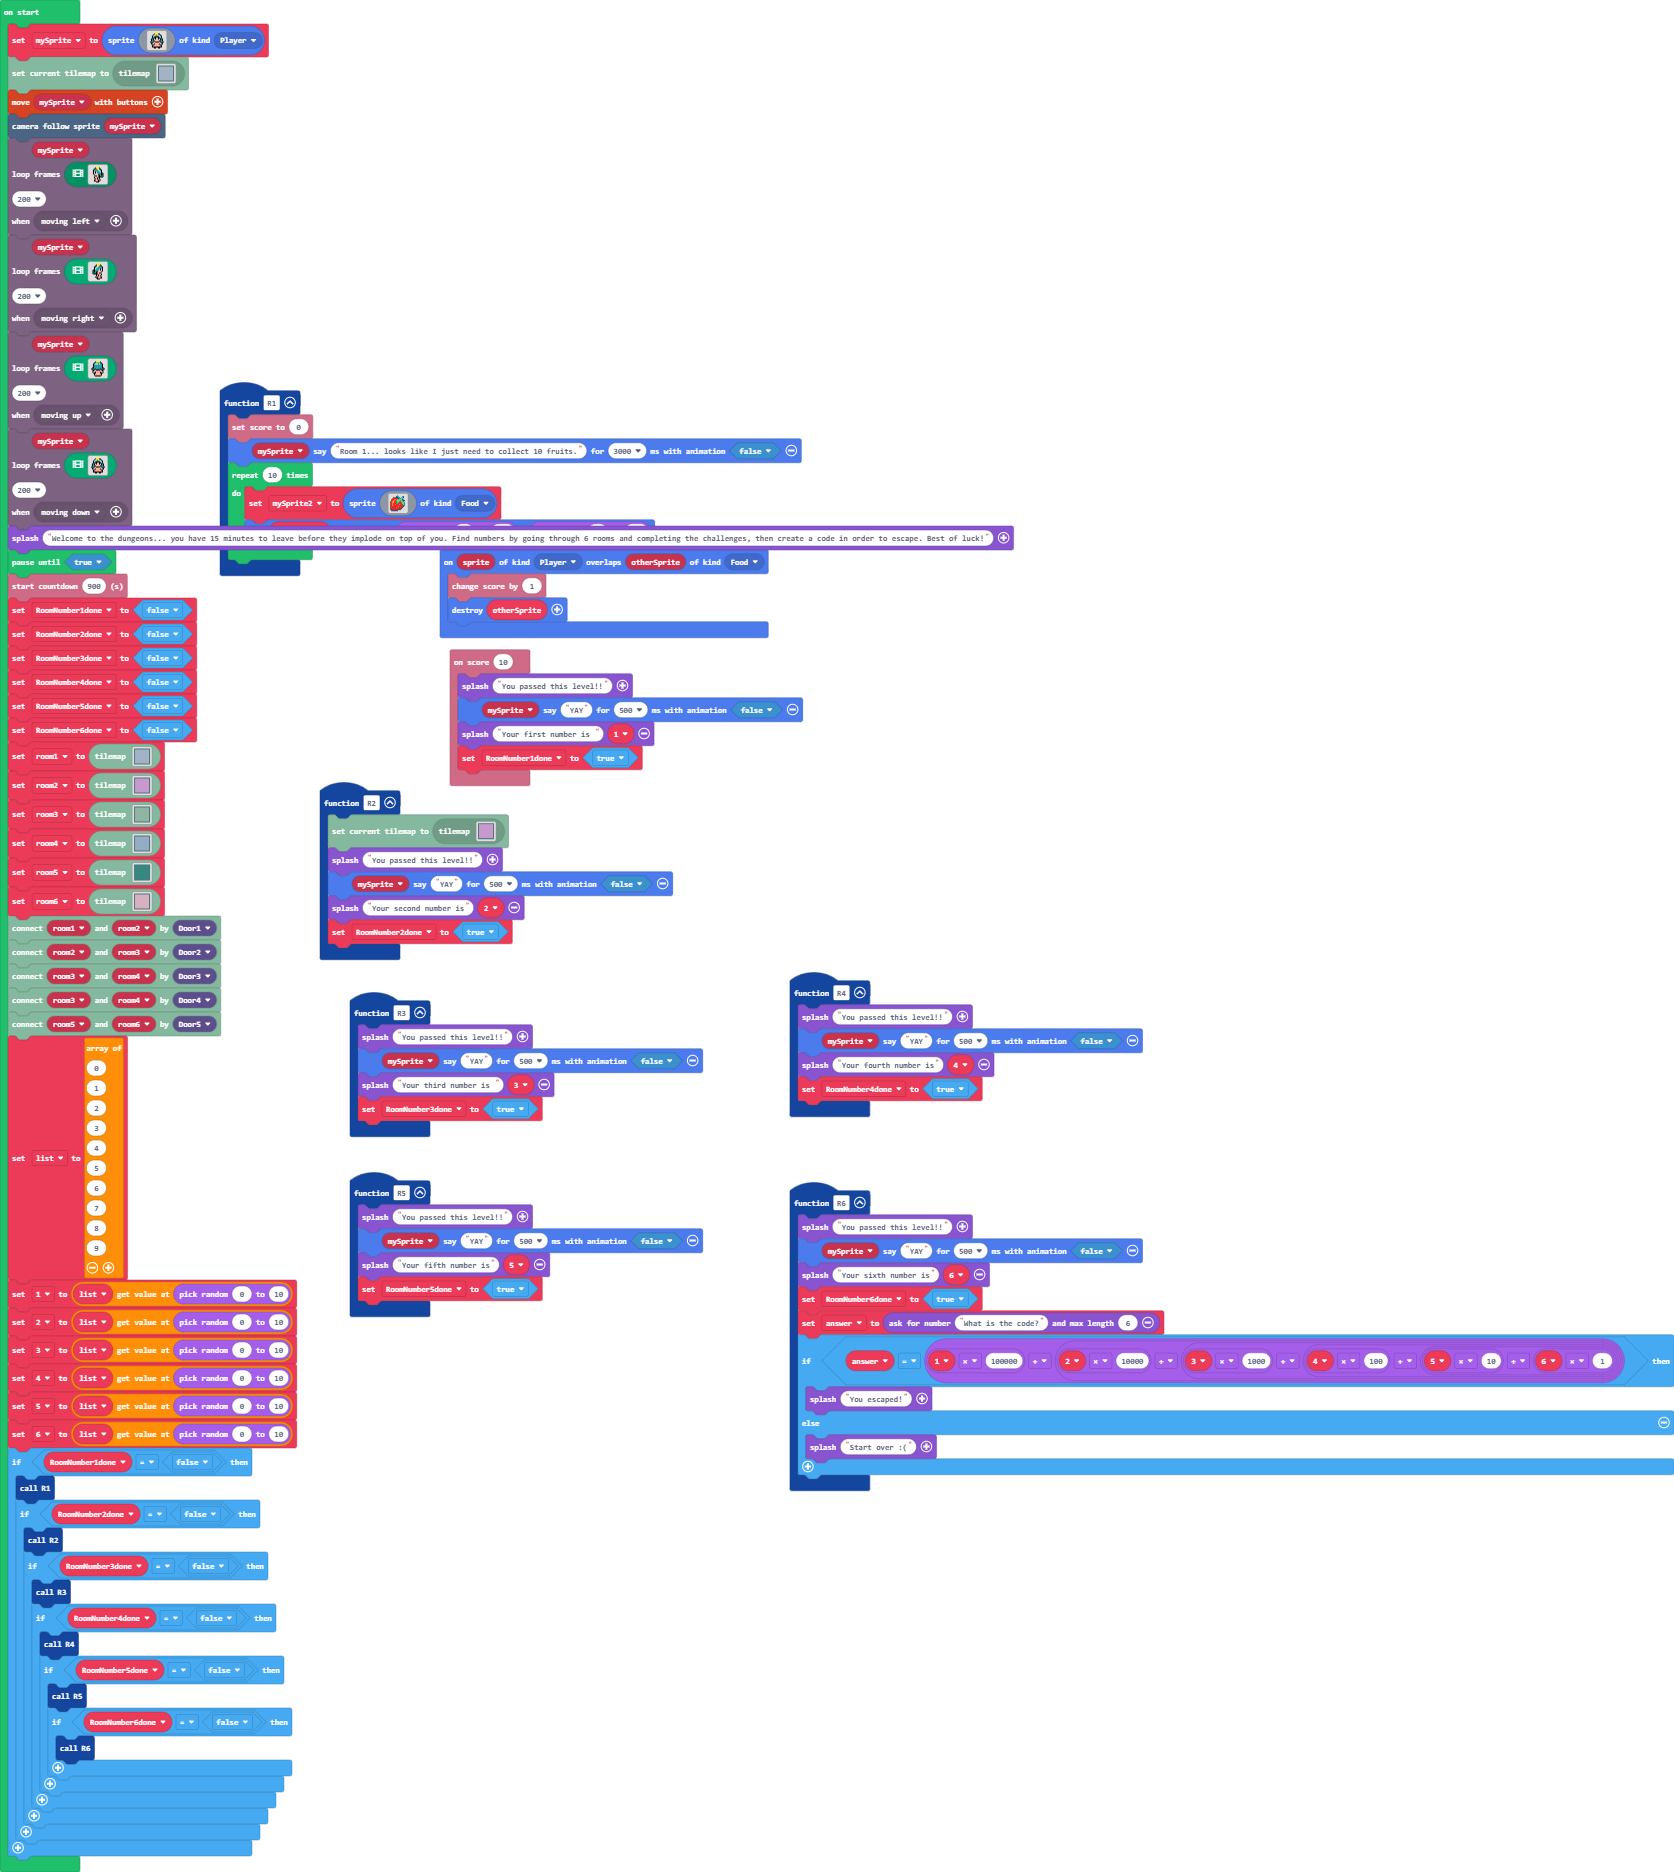 on start
set mySprite to sprite of kind Player
set current tilemap to tilemap
move mySprite with buttons
camera follow sprite mySprite
mySprite
loop frames
200
when moving left
mySprite
loop frames
200
when moving right
mySprite
loop frames
200
when moving up
mySprite
loop frames
200
when moving down
splash "Welcome to the dungeons... you have 15 minutes to leave before they implode on top of you. Find numbers by going through 6 rooms and completing the challenges, then create a code in order to escape. Best of luck!"
pause until true
start countdown 900 (s)
set RoomNumber1done to false
set RoomNumber2done to false
set RoomNumber3done to false
set RoomNumber4done to false
set RoomNumber5done to false
set RoomNumber6done to false
set room1 to tilemap
set room2 to tilemap
set room3 to tilemap
set room4 to tilemap
set room5 to tilemap
set room6 to tilemap
connect room1 and room2 by Door1
connect room2 and room3 by Door2
connect room3 and room4 by Door3
connect room3 and room4 by Door4
connect room5 and room6 by Door5
set list to array of
0
1
2
3
4
5
6
7
8
9
set 1 to list get value at pick random 0 to 10
set 2 to list get value at pick random 0 to 10
set 3 to list get value at pick random 0 to 10
set 4 to list get value at pick random 0 to 10
set 5 to list get value at pick random 0 to 10
set 6 to list get value at pick random 0 to 10
if RoomNumber1done = false then
call R1
if RoomNumber2done = false then
call R2
if RoomNumber3done = false then
call R3
if RoomNumber4done = false then
call R4
if RoomNumber5done = false then
call R5
if RoomNumber6done = false then
call R6
function R1
set score to 0
mySprite say "Room 1... looks like I just need to collect 10 fruits." for 3000 ms with animation false
repeat 10 times
do
set mySprite2 to sprite of kind Food
on sprite of kind Player overlaps otherSprite of kind Food
change score by 1
destroy otherSprite
on score 10
splash "You passed this level!!"
mySprite say "YAY" for 500 ms with animation false
splash "Your first number is " 1
set RoomNumber1done to true
function R2
set current tilemap to tilemap
splash "You passed this level!!"
mySprite say "YAY" for 500 ms with animation false
splash "Your second number is" 2
set RoomNumber2done to true
function R3
splash "You passed this level!!"
mySprite say "YAY" for 500 ms with animation false
splash "Your third number is " 3
set RoomNumber3done to true
function R4
splash "You passed this level!!"
mySprite say "YAY" for 500 ms with animation false
splash "Your fourth number is " 4
set RoomNumber4done to true
function R5
splash "You passed this level!!"
mySprite say "YAY" for 500 ms with animation false
splash "Your fifth number is " 5
set RoomNumber5done to true
function R6
splash "You passed this level!!"
mySprite say "YAY" for 500 ms with animation false
splash "Your sixth number is" 6
set RoomNumber6done to true
set answer to ask for number "What is the code?" and max length 6
if answer = 1 × 100000 + 2 × 10000 + 3 × 1000 + 4 × 100 + 5 × 10 + 6 × 1 then
splash "You escaped!"
else
splash "Start over :("